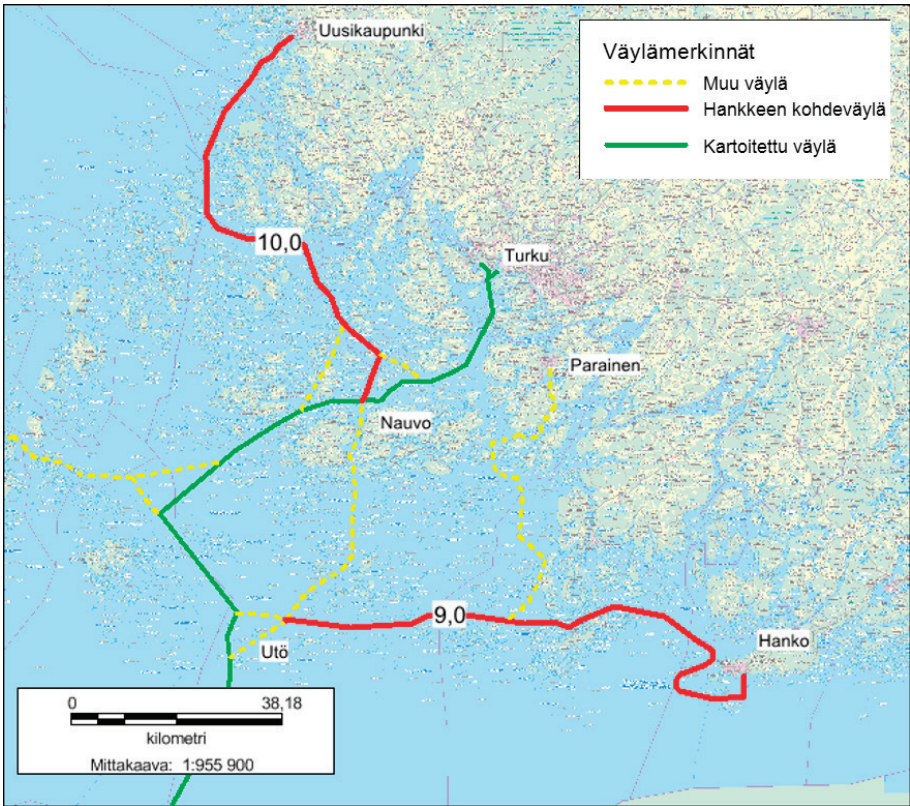 Uusikaupunki
Väylämerkinnät
Muu väylä
Hankkeen kohdeväylä
Kartoitettu väylä
10,0
Turku
Parainen
Nauvo
9,0
Hanko
Utö
0 38,18
kilometri
Mittakaava: 1:955 900